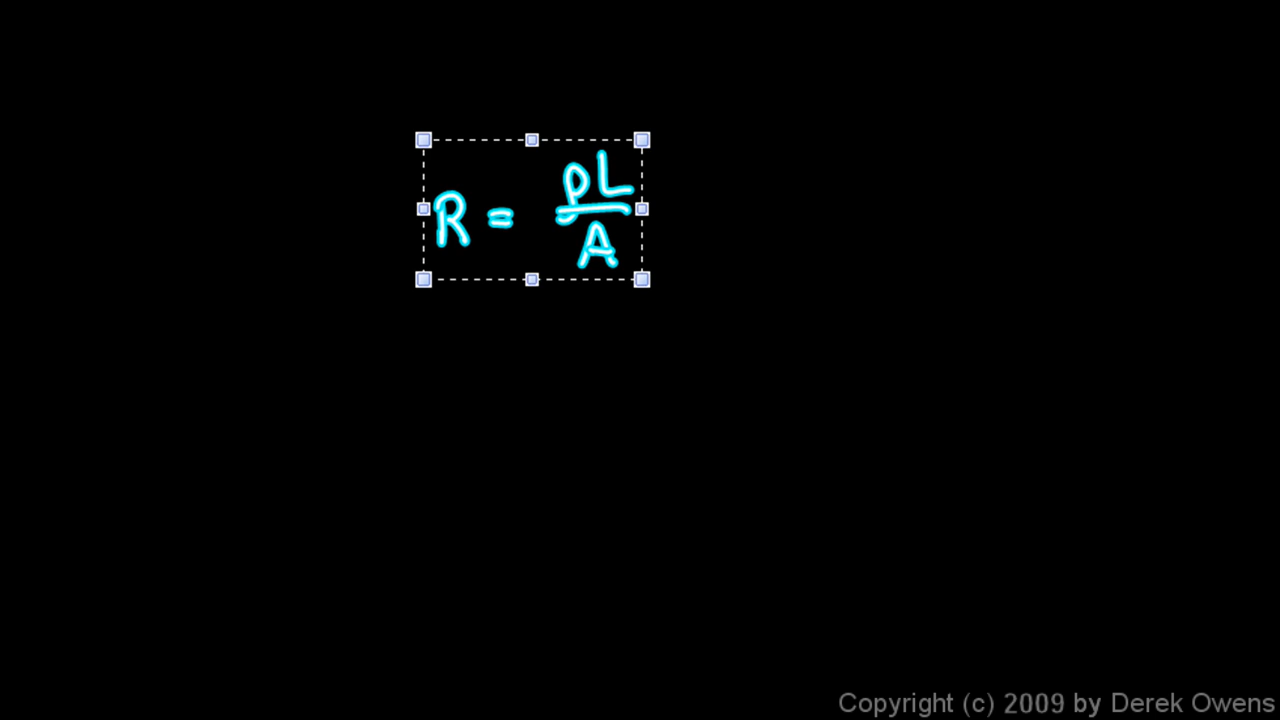 R = ρL/A
Copyright (c) 2009 by Derek Owens